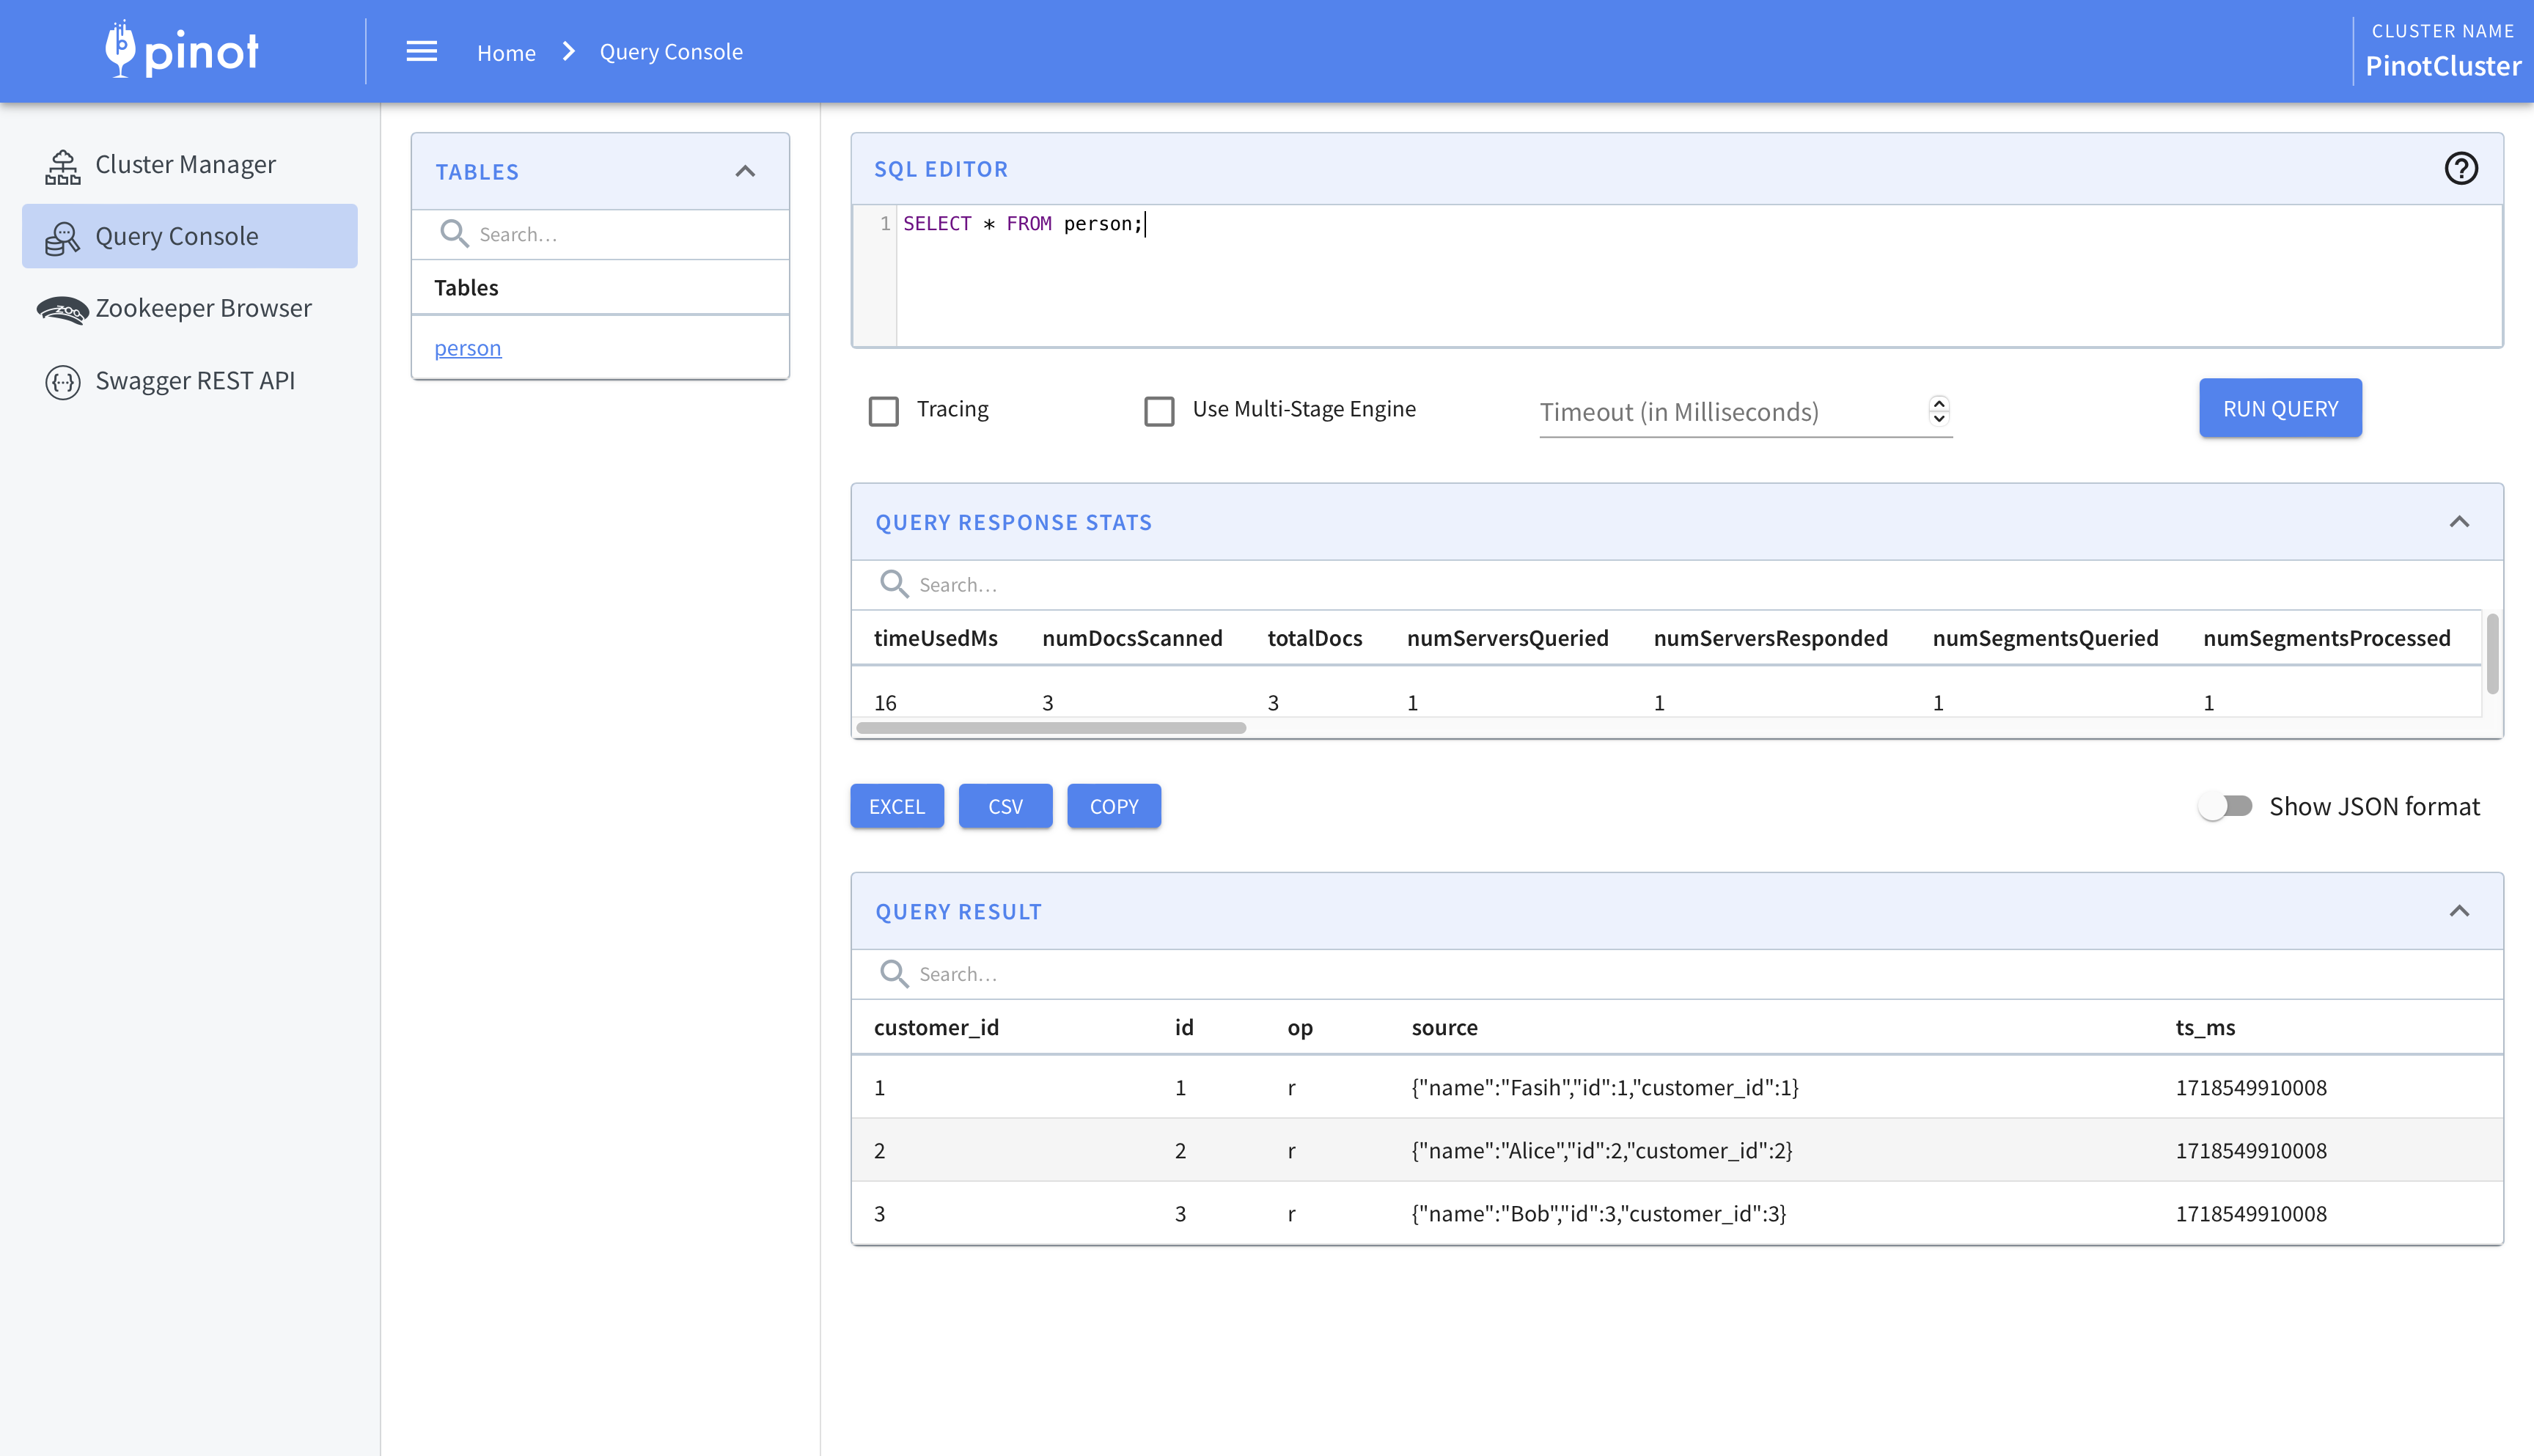 pinot
Home > Query Console
CLUSTER NAME
PinotCluster
Cluster Manager
Query Console
Zookeeper Browser
Swagger REST API
TABLES
Search…
Tables
person
SQL EDITOR
1 SELECT * FROM person;
Tracing
Use Multi-Stage Engine
Timeout (in Milliseconds)
RUN QUERY
QUERY RESPONSE STATS
Search…
timeUsedMs numDocsScanned totalDocs numServersQueried numServersResponded numSegmentsQueried numSegmentsProcessed
16 3 3 1 1 1 1
EXCEL CSV COPY
Show JSON format
QUERY RESULT
Search…
customer_id id op source ts_ms
1 1 r {"name":"Fasih""id":1,"customer_id":1} 1718549910008
2 2 r {"name":"Alice","id":2,"customer_id":2} 1718549910008
3 3 r {"name":"Bob","id":3,"customer_id":3} 1718549910008